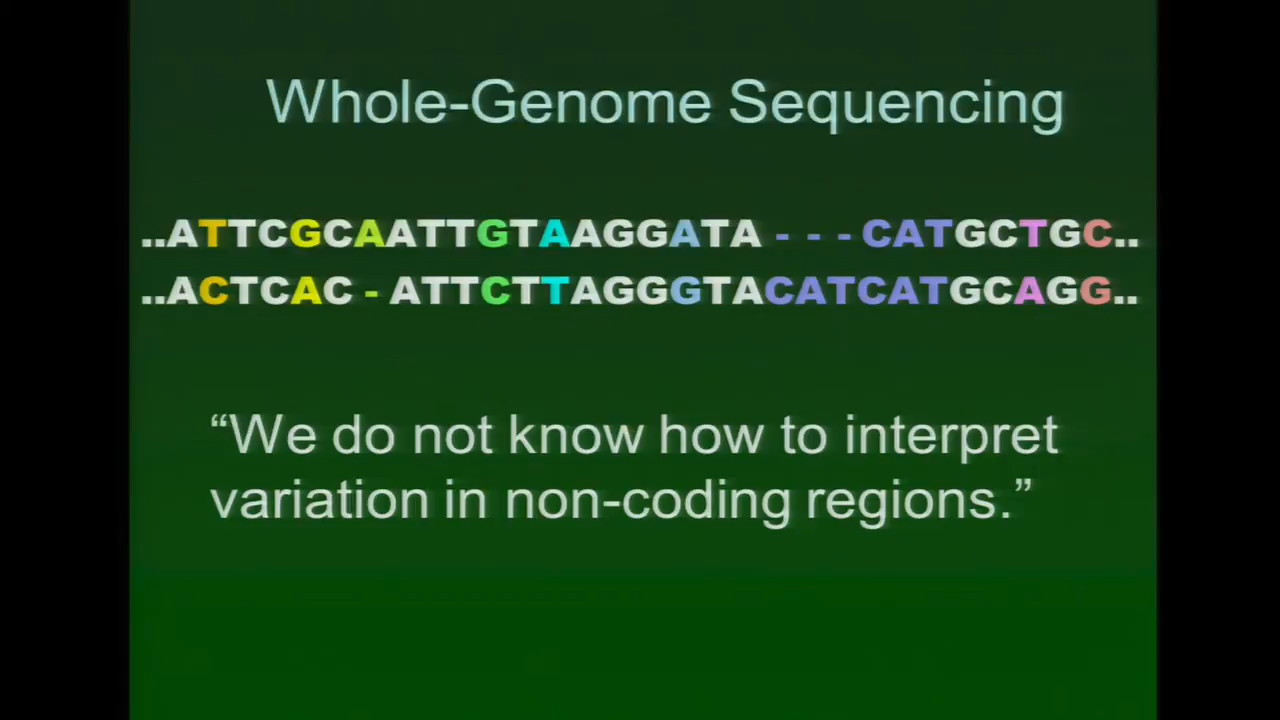 Whole-Genome Sequencing
..ATTCGCAATTGTAAGGATA - - - CATGCTGC..
..ACTCAC - ATTCTTAGGGTACATCATGCAGG..
“We do not know how to interpret
variation in non-coding regions.”